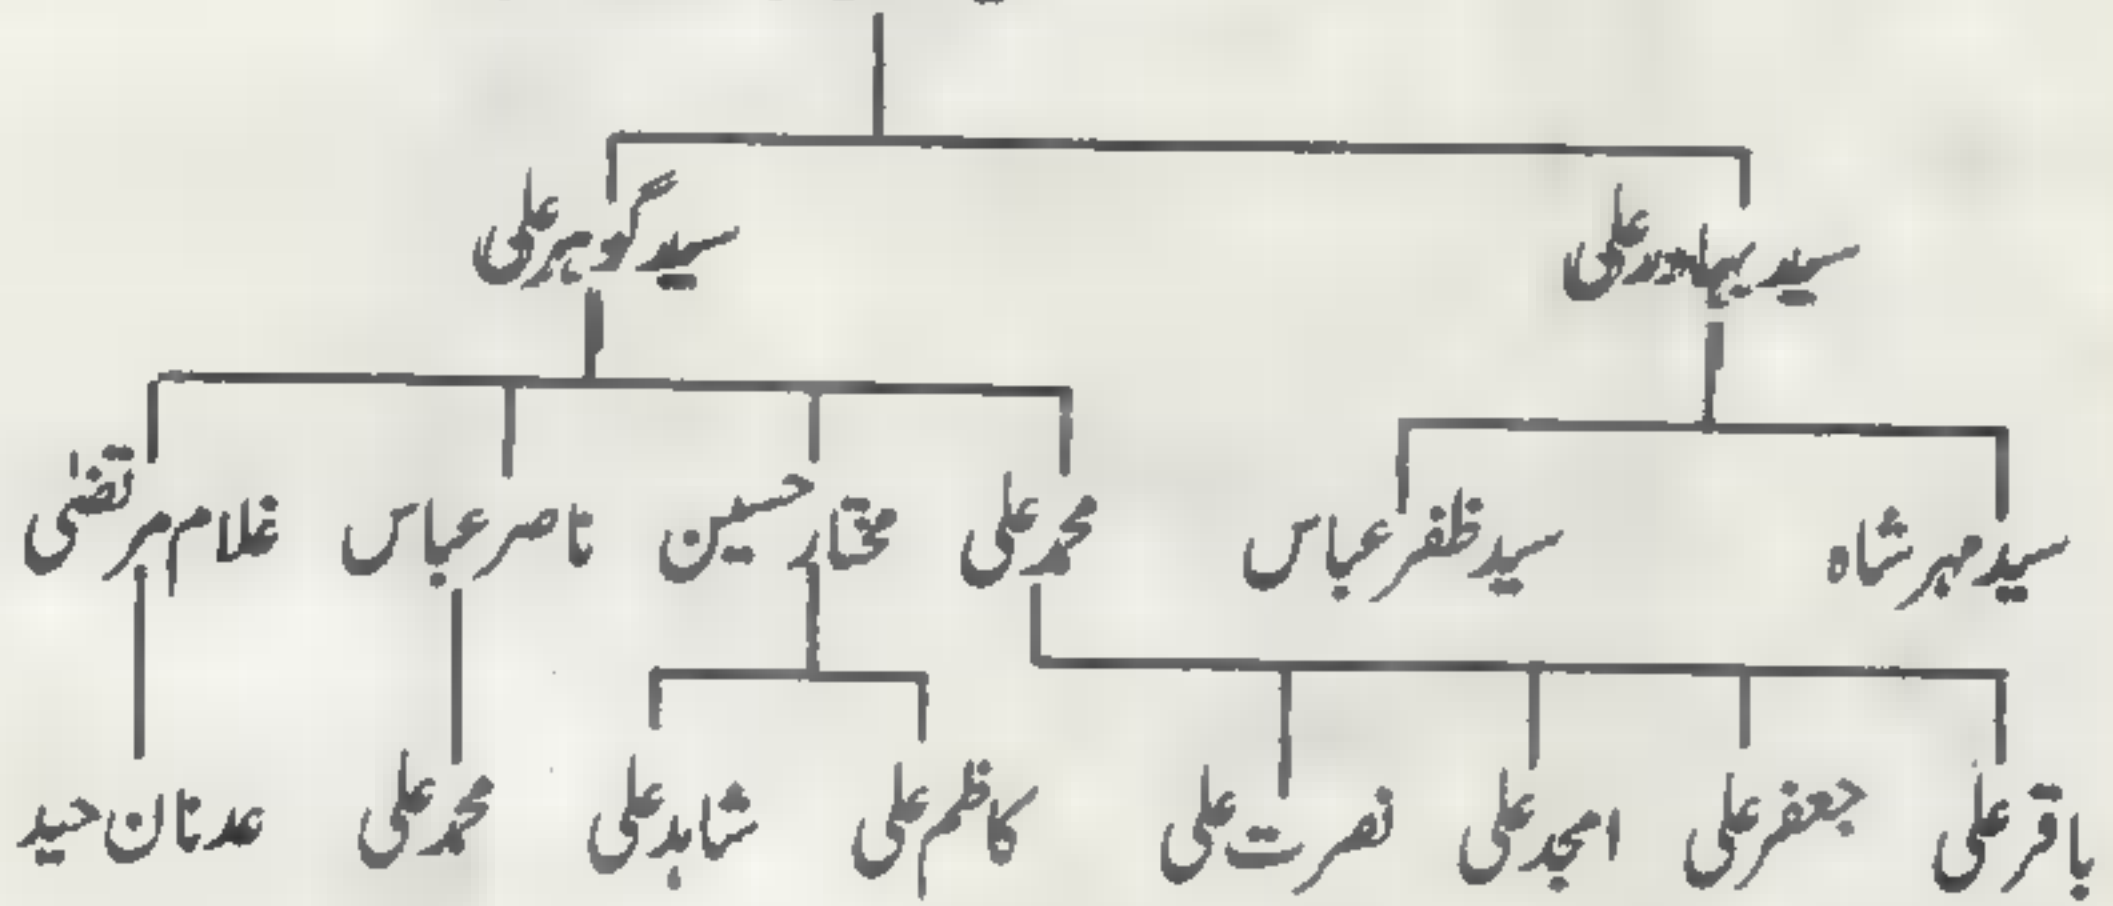 سید بہادر علی سید گوہر علی
سید مہر شاہ سید ظفر عباس محمد علی مختار حسین ناصر عباس غلام مرتضیٰ
باقر علی جعفر علی امجد علی نصرت علی کاظم علی شاہد علی محمد علی عدنان حید